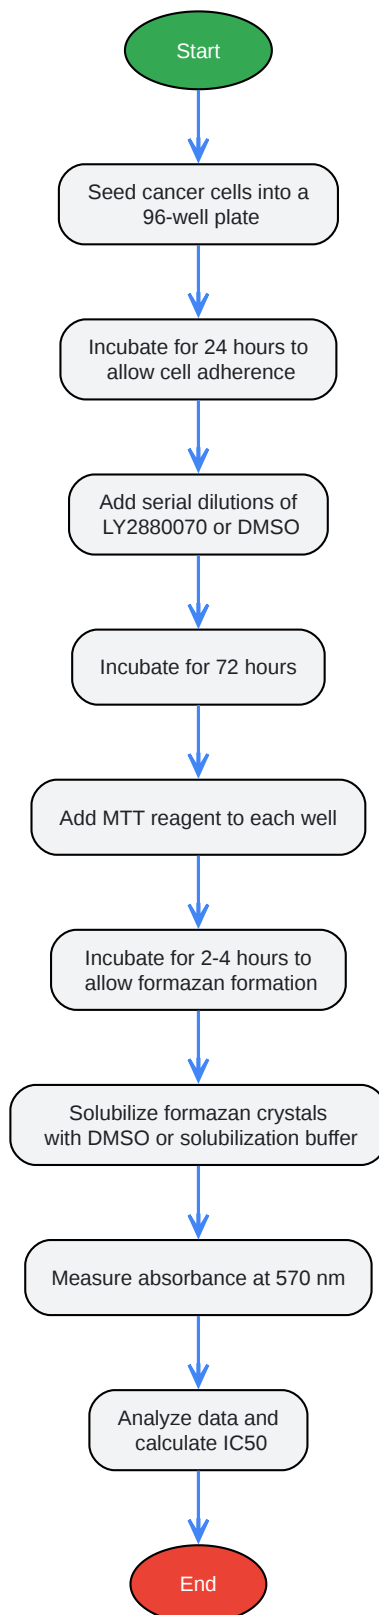 Start
Seed cancer cells into a
96-well plate
Incubate for 24 hours to
allow cell adherence
Add serial dilutions of
LY2880070 or DMSO
Incubate for 72 hours
Add MTT reagent to each well
Incubate for 2-4 hours to
allow formazan formation
Solubilize formazan crystals
with DMSO or solubilization buffer
Measure absorbance at 570 nm
Analyze data and
calculate IC50
End